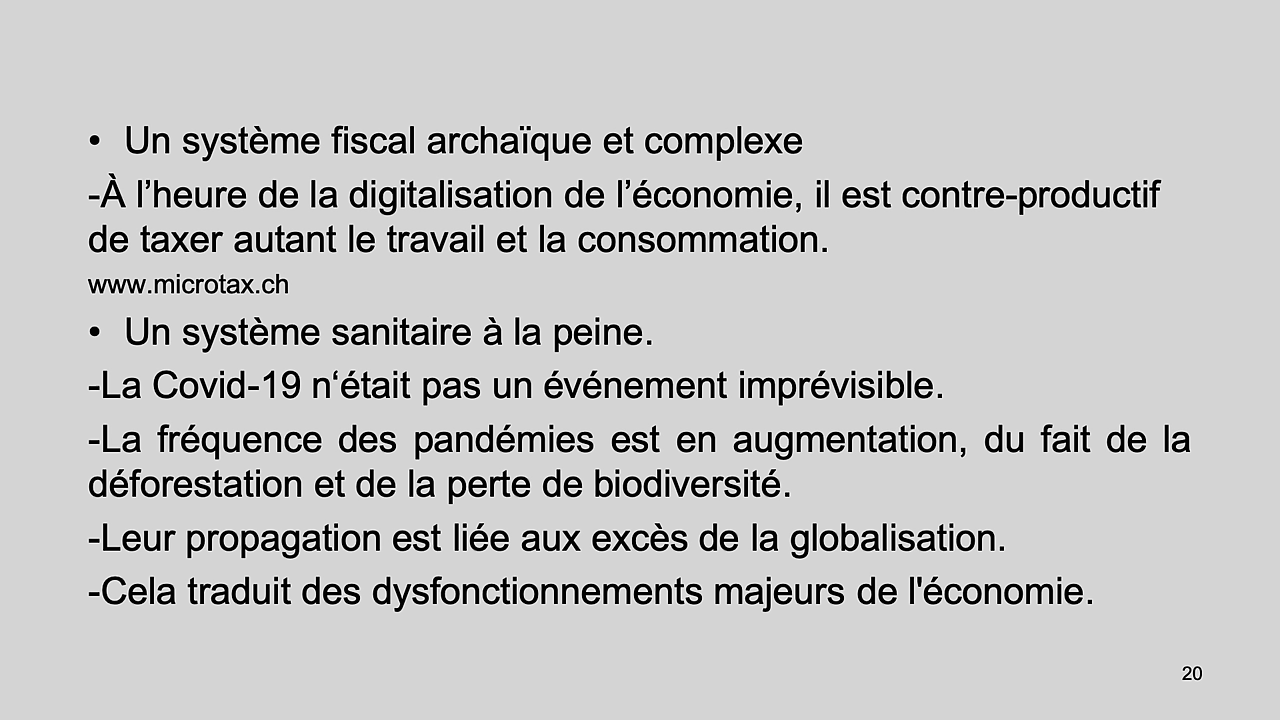 • Un système fiscal archaïque et complexe
-À l’heure de la digitalisation de l’économie, il est contre-productif
de taxer autant le travail et la consommation.
www.microtax.ch
• Un système sanitaire à la peine.
-La Covid-19 n‘était pas un événement imprévisible.
-La fréquence des pandémies est en augmentation, du fait de la
déforestation et de la perte de biodiversité.
-Leur propagation est liée aux excès de la globalisation.
-Cela traduit des dysfonctionnements majeurs de l'économie.
20